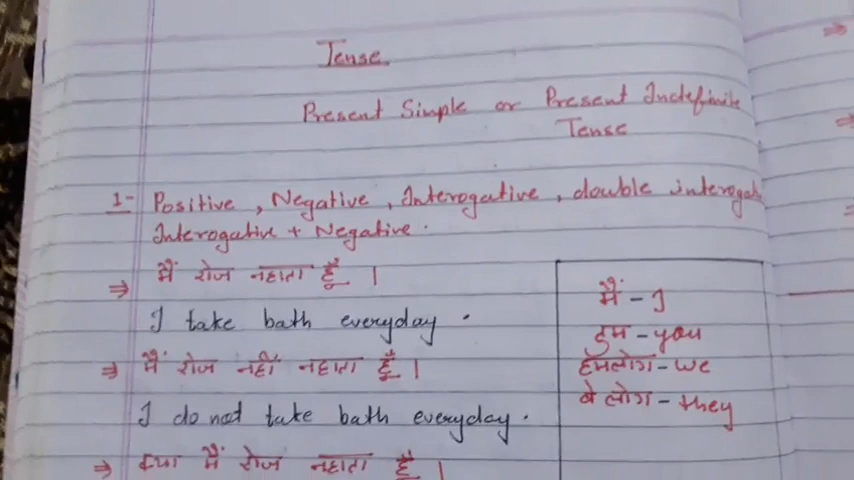 Tense
Present Simple or Present Indefinite
Tense
1- Positive, Negative, Interogative, double interogati
Interogative + Negative.
⇒ मैं रोज नहाता हूँ ।
I take bath everyday.
⇒ मैं रोज नहीं नहाता हूँ ।
I do not take bath everyday.
⇒ क्या मैं रोज नहाता हूँ ।
मैं - I
तुम - you
हमलोग - we
वे लोग - they